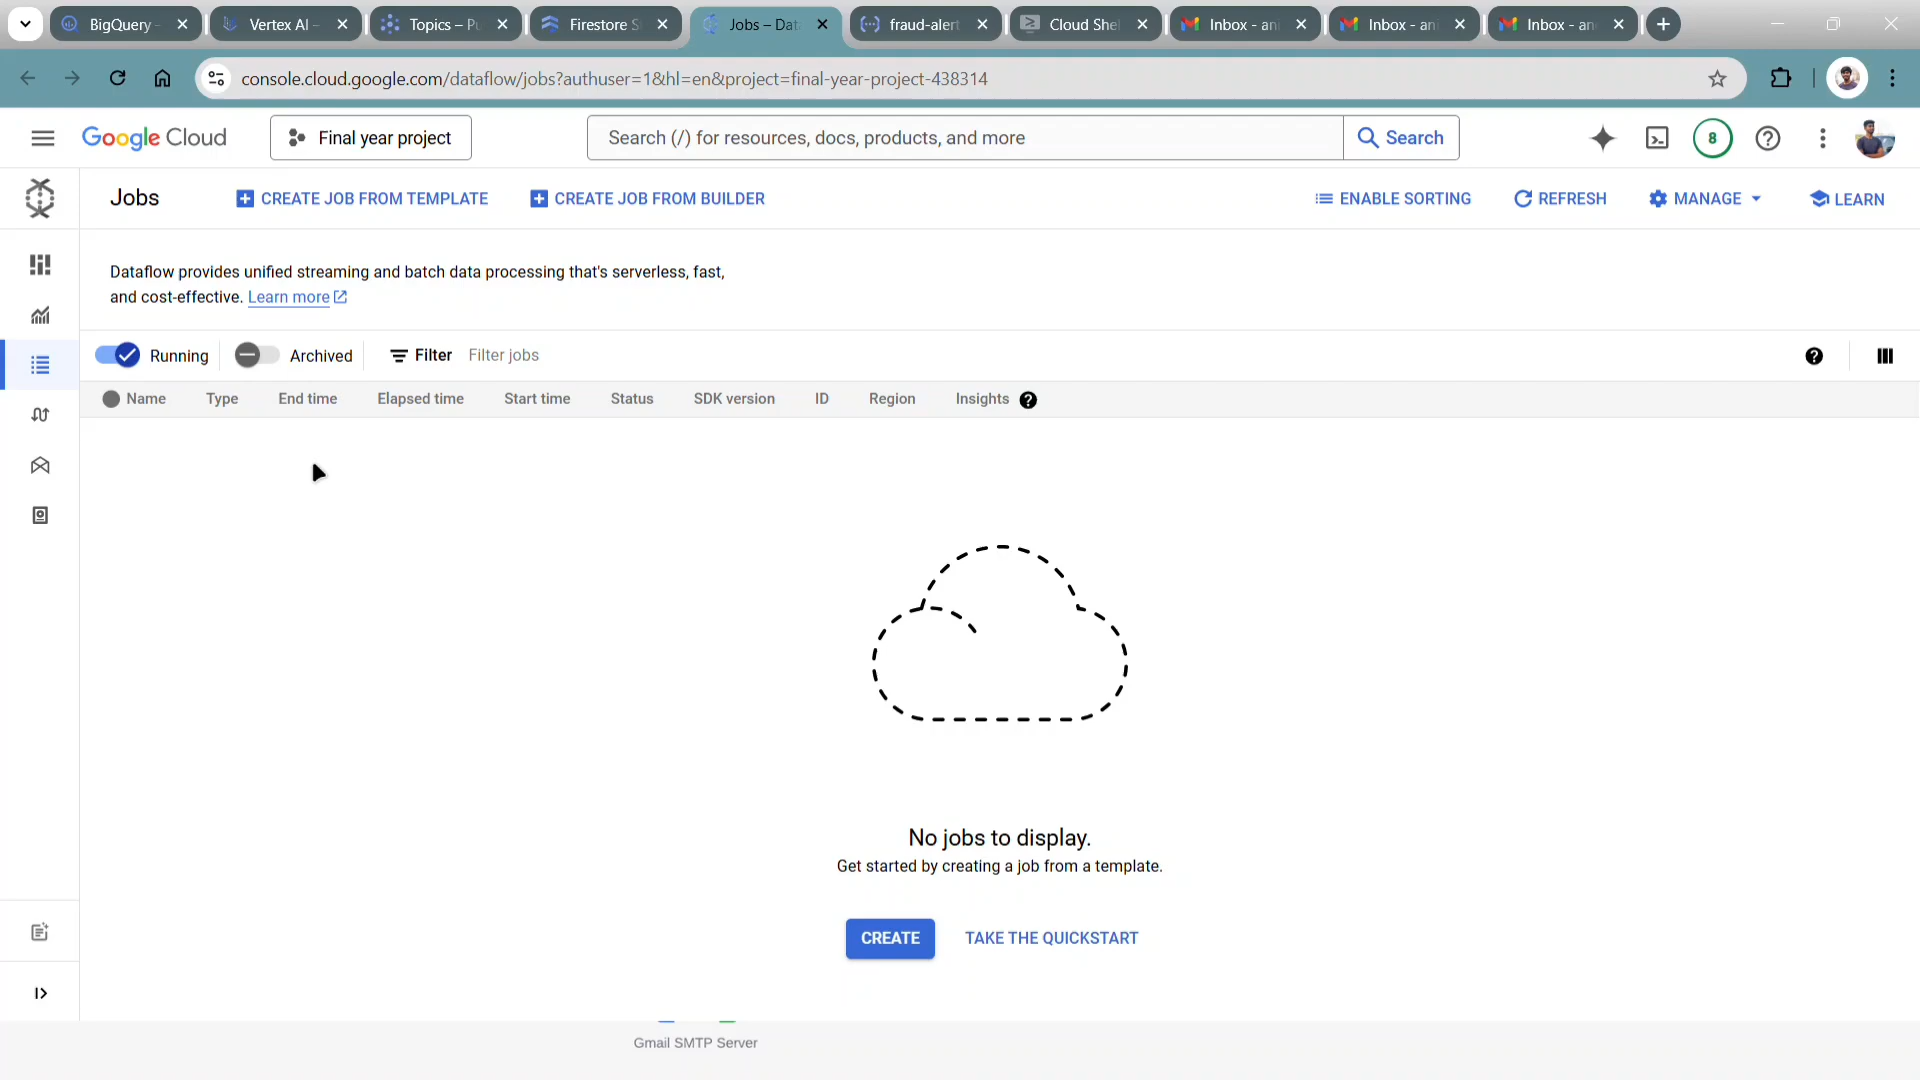 BigQuery -
Vertex AI -
Topics – Pu
Firestore S
Jobs – Dat
fraud-alert
Cloud Shel
Inbox - an
Inbox - an
Inbox - an
console.cloud.google.com/dataflow/jobs?authuser=1&hl=en&project=final-year-project-438314
Google Cloud
Final year project
Search (/) for resources, docs, products, and more
Search
8
Jobs
CREATE JOB FROM TEMPLATE
CREATE JOB FROM BUILDER
ENABLE SORTING
REFRESH
MANAGE
LEARN
Dataflow provides unified streaming and batch data processing that's serverless, fast,
and cost-effective. Learn more
Running
Archived
Filter
Filter jobs
Name
Type
End time
Elapsed time
Start time
Status
SDK version
ID
Region
Insights
No jobs to display.
Get started by creating a job from a template.
CREATE
TAKE THE QUICKSTART
Gmail SMTP Server